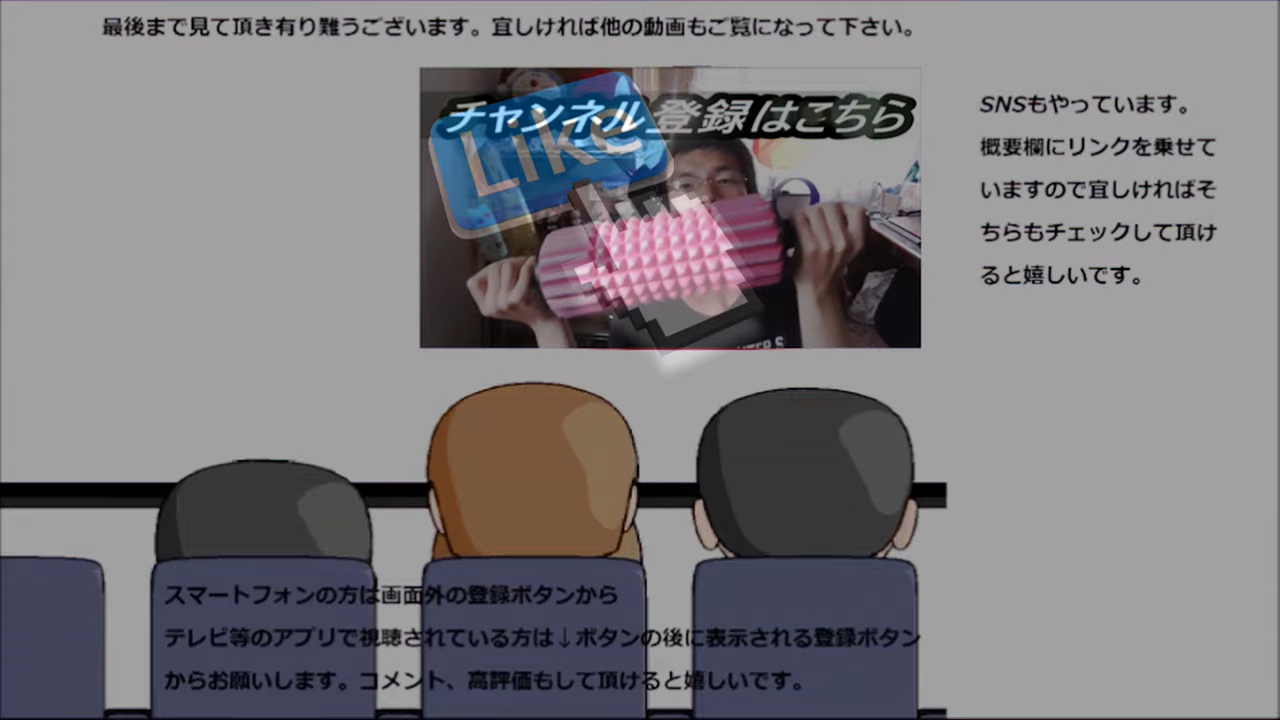 最後まで見て頂き有り難うございます。宜しければ他の動画もご覧になって下さい。
チャンネル登録はこちら
Like
SNSもやっています。
概要欄にリンクを乗せて
いますので宜しければそ
ちらもチェックして頂け
ると嬉しいです。
スマートフォンの方は画面外の登録ボタンから
テレビ等のアプリで視聴されている方は↓ボタンの後に表示される登録ボタン
からお願いします。コメント、高評価もして頂けると嬉しいです。